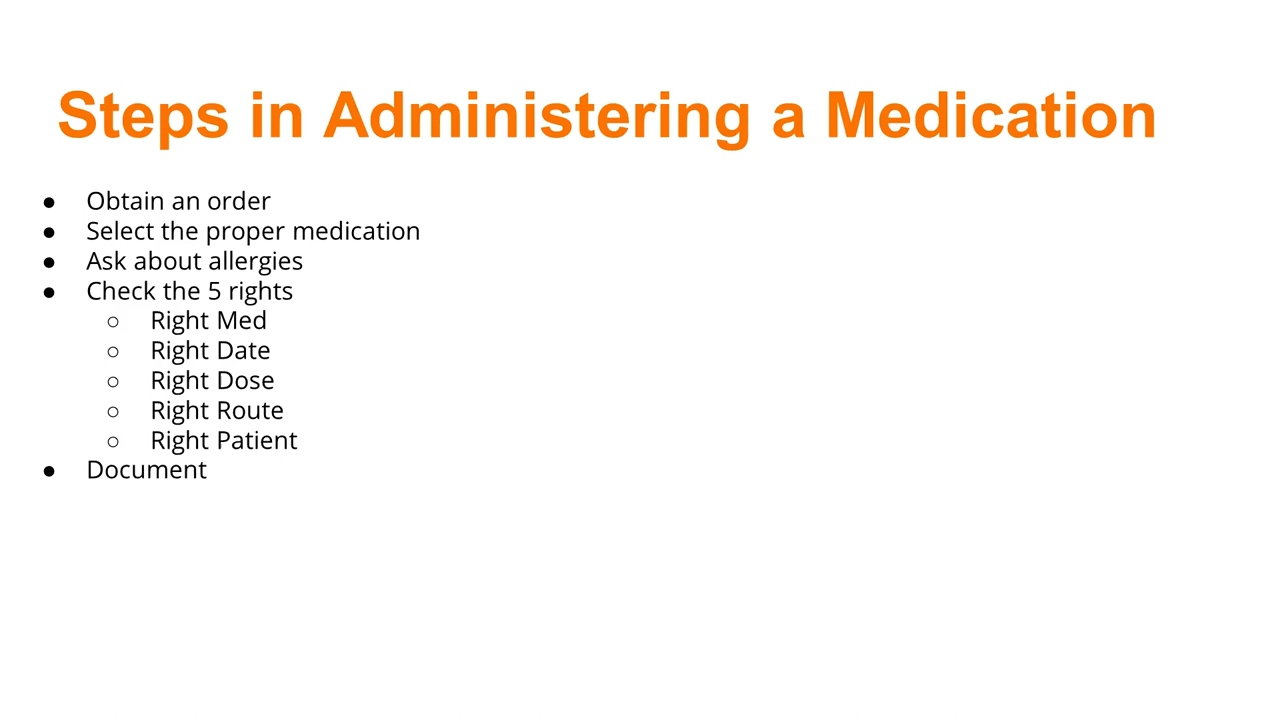 Steps in Administering a Medication
● Obtain an order
● Select the proper medication
● Ask about allergies
● Check the 5 rights
○ Right Med
○ Right Date
○ Right Dose
○ Right Route
○ Right Patient
● Document